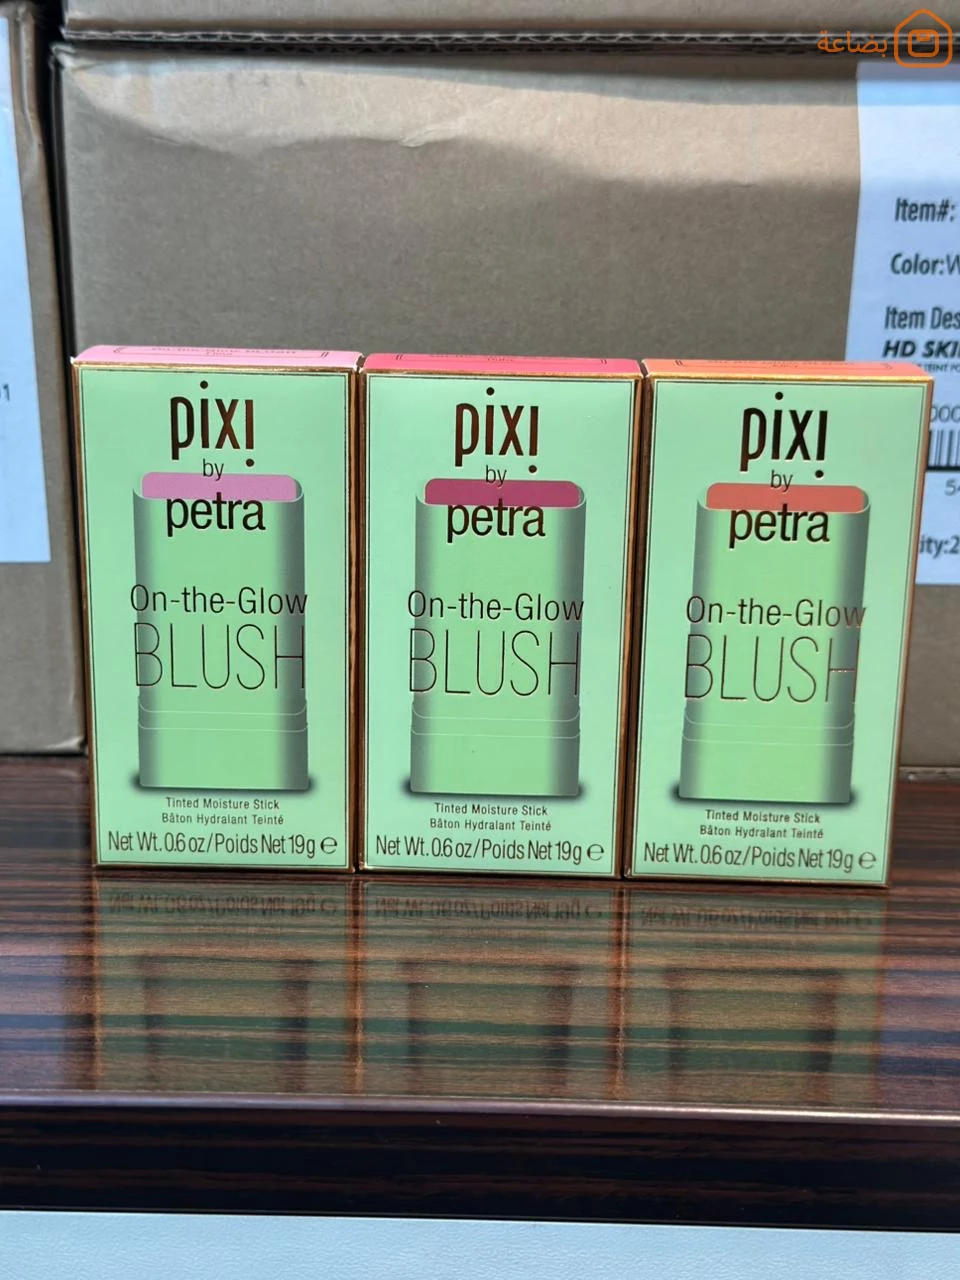 بضاعة
Item#:
Color:W
Item Des
HD SKI
01
pixi
by
petra
On-the-Glow
BLUSH
Tinted Moisture Stick
Bâton Hydralant Teinté
Net Wt. 0.6 oz/Poids Net 19g e
pixi
by
petra
On-the-Glow
BLUSH
Tinted Moisture Stick
Bâton Hydralant Teinté
Net Wt. 0.6 oz/Poids Net 19g e
pixi
by
petra
On-the-Glow
BLUSH
Tinted Moisture Stick
Bâton Hydralant Teinté
Net Wt. 0.6 oz/Poids Net 19g e
000
54
ity:2